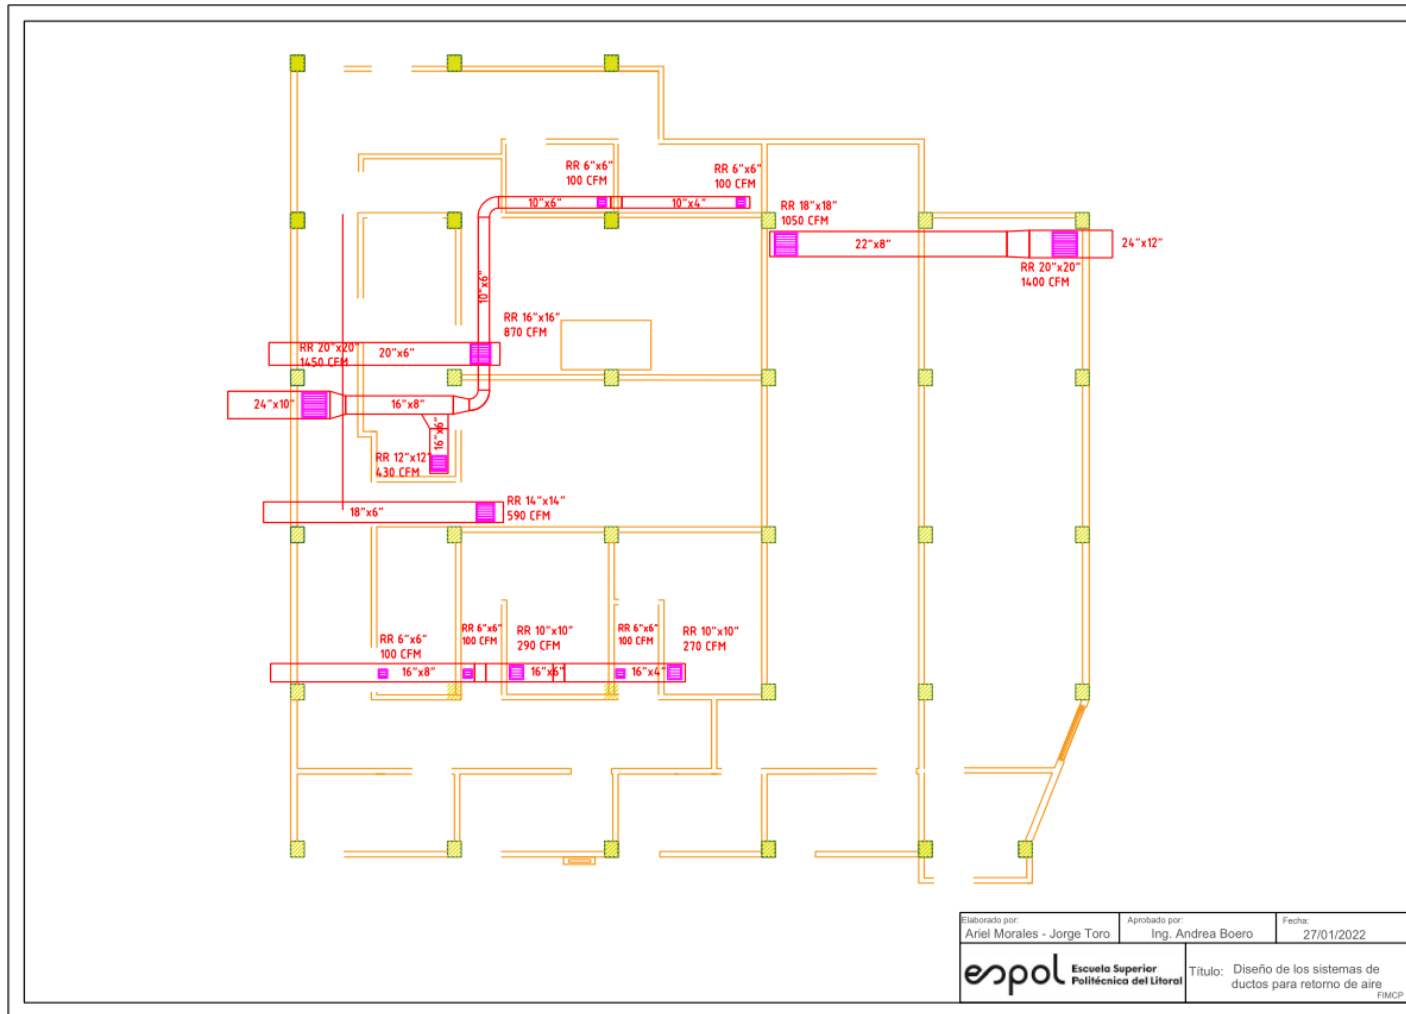 RR 6"x6"
100 CFM
RR 6"x6"
100 CFM
10"x6"
10"x4"
RR 18"x18"
1050 CFM
22"x8"
24"x12"
RR 20"x20"
1400 CFM
10"x6"
RR 16"x16"
870 CFM
RR 20"x20"
1450 CFM
20"x6"
24"x10"
16"x8"
16"x6"
RR 12"x12"
430 CFM
RR 14"x14"
590 CFM
18"x6"
RR 6"x6"
100 CFM
RR 6"x6"
100 CFM
RR 10"x10"
290 CFM
RR 6"x6"
100 CFM
RR 10"x10"
270 CFM
16"x8"
16"x6"
16"x4"
Elaborado por:
Ariel Morales - Jorge Toro
Aprobado por:
Ing. Andrea Boero
Fecha:
27/01/2022
espol
Escuela Superior
Politécnica del Litoral
Título: Diseño de los sistemas de
ductos para retorno de aire
FIMCP